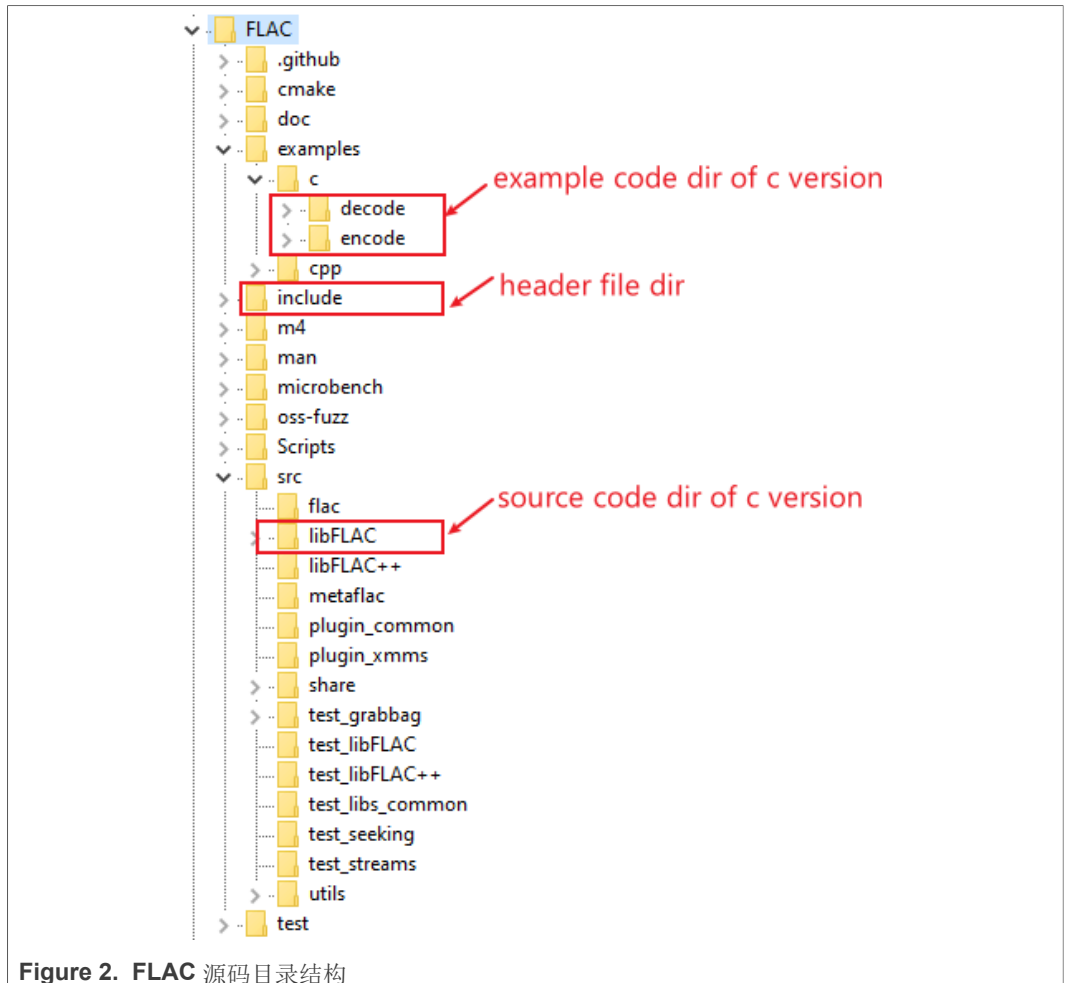 FLAC
.github
cmake
doc
examples
c
example code dir of c version
decode
encode
cpp
header file dir
include
m4
man
microbench
oss-fuzz
Scripts
src
source code dir of c version
flac
libFLAC
libFLAC++
metaflac
plugin_common
plugin_xmms
share
test_grabbag
test_libFLAC
test_libFLAC++
test_libs_common
test_seeking
test_streams
utils
test
Figure 2. FLAC 源码目录结构